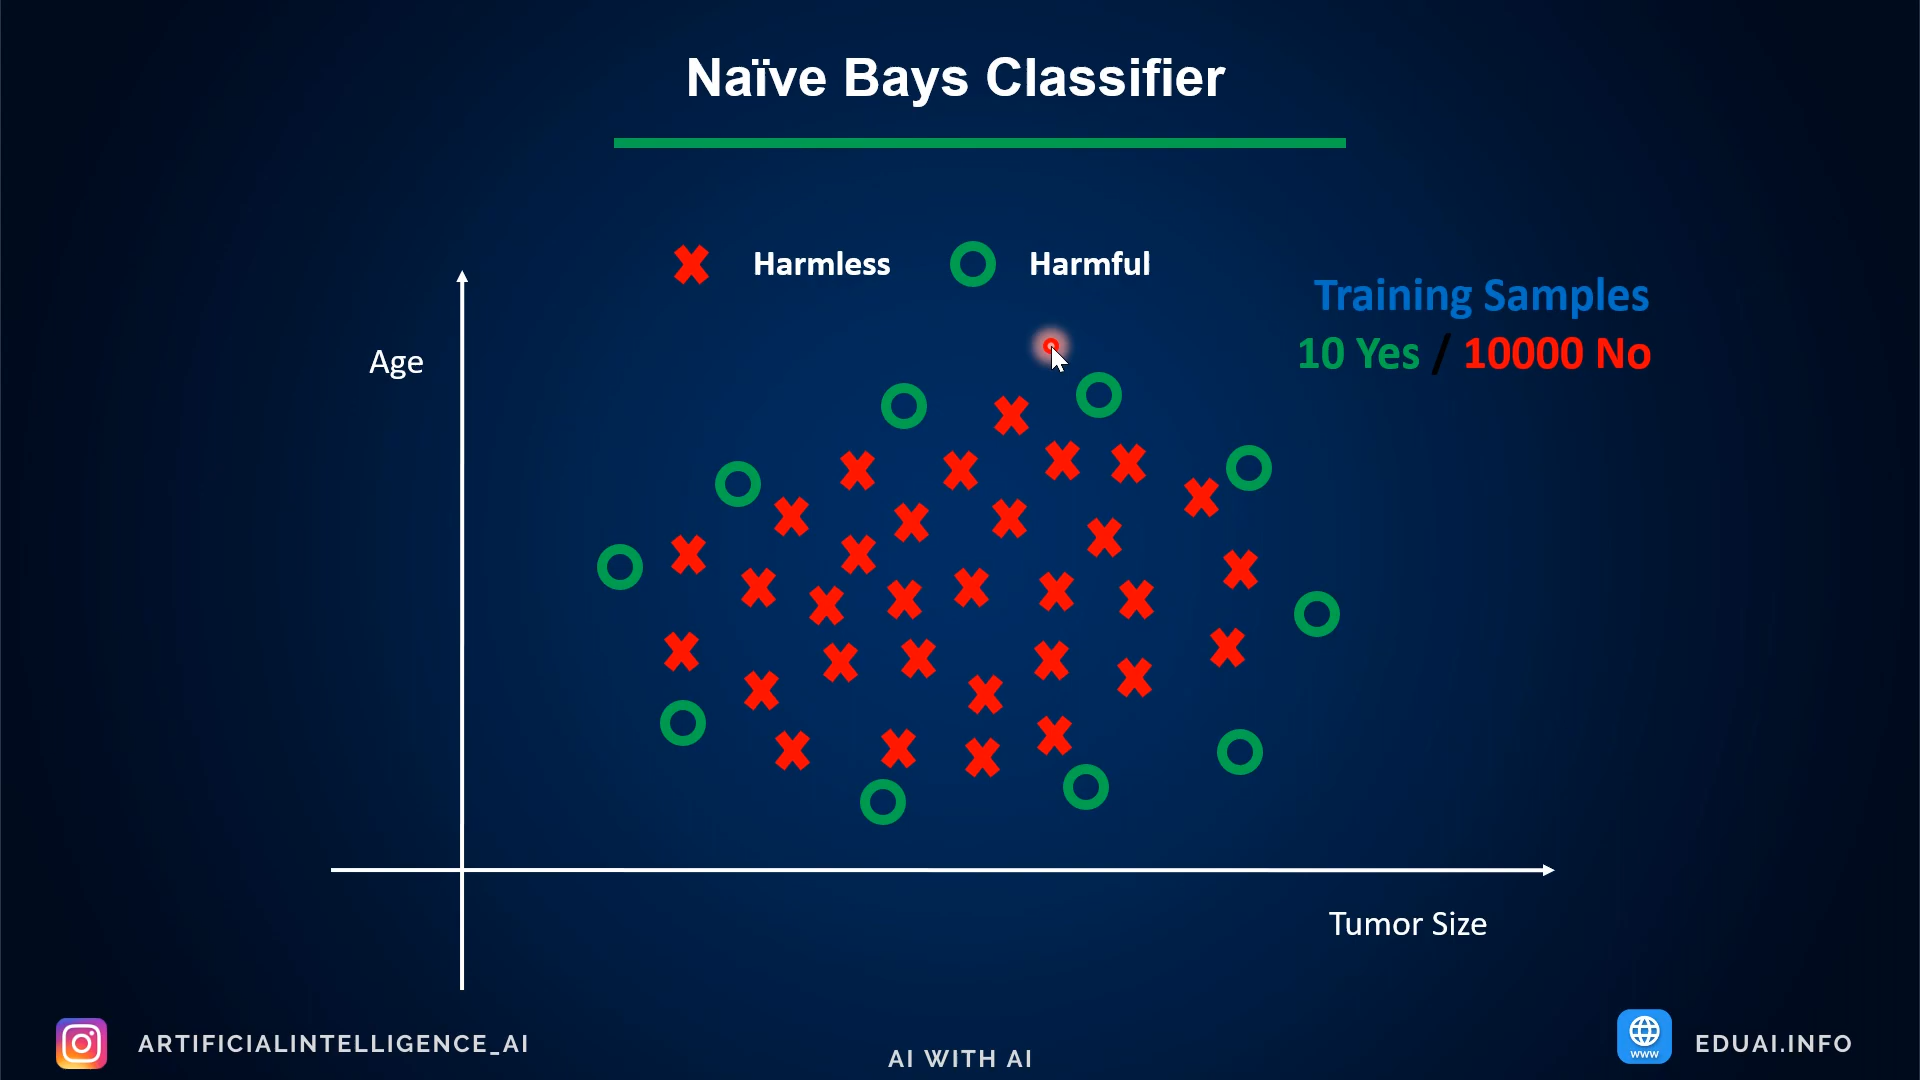 Naïve Bays Classifier
Harmless
Harmful
Training Samples
10 Yes / 10000 No
Age
Tumor Size
ARTIFICIALINTELLIGENCE_AI
AI WITH AI
www
EDUAI.INFO